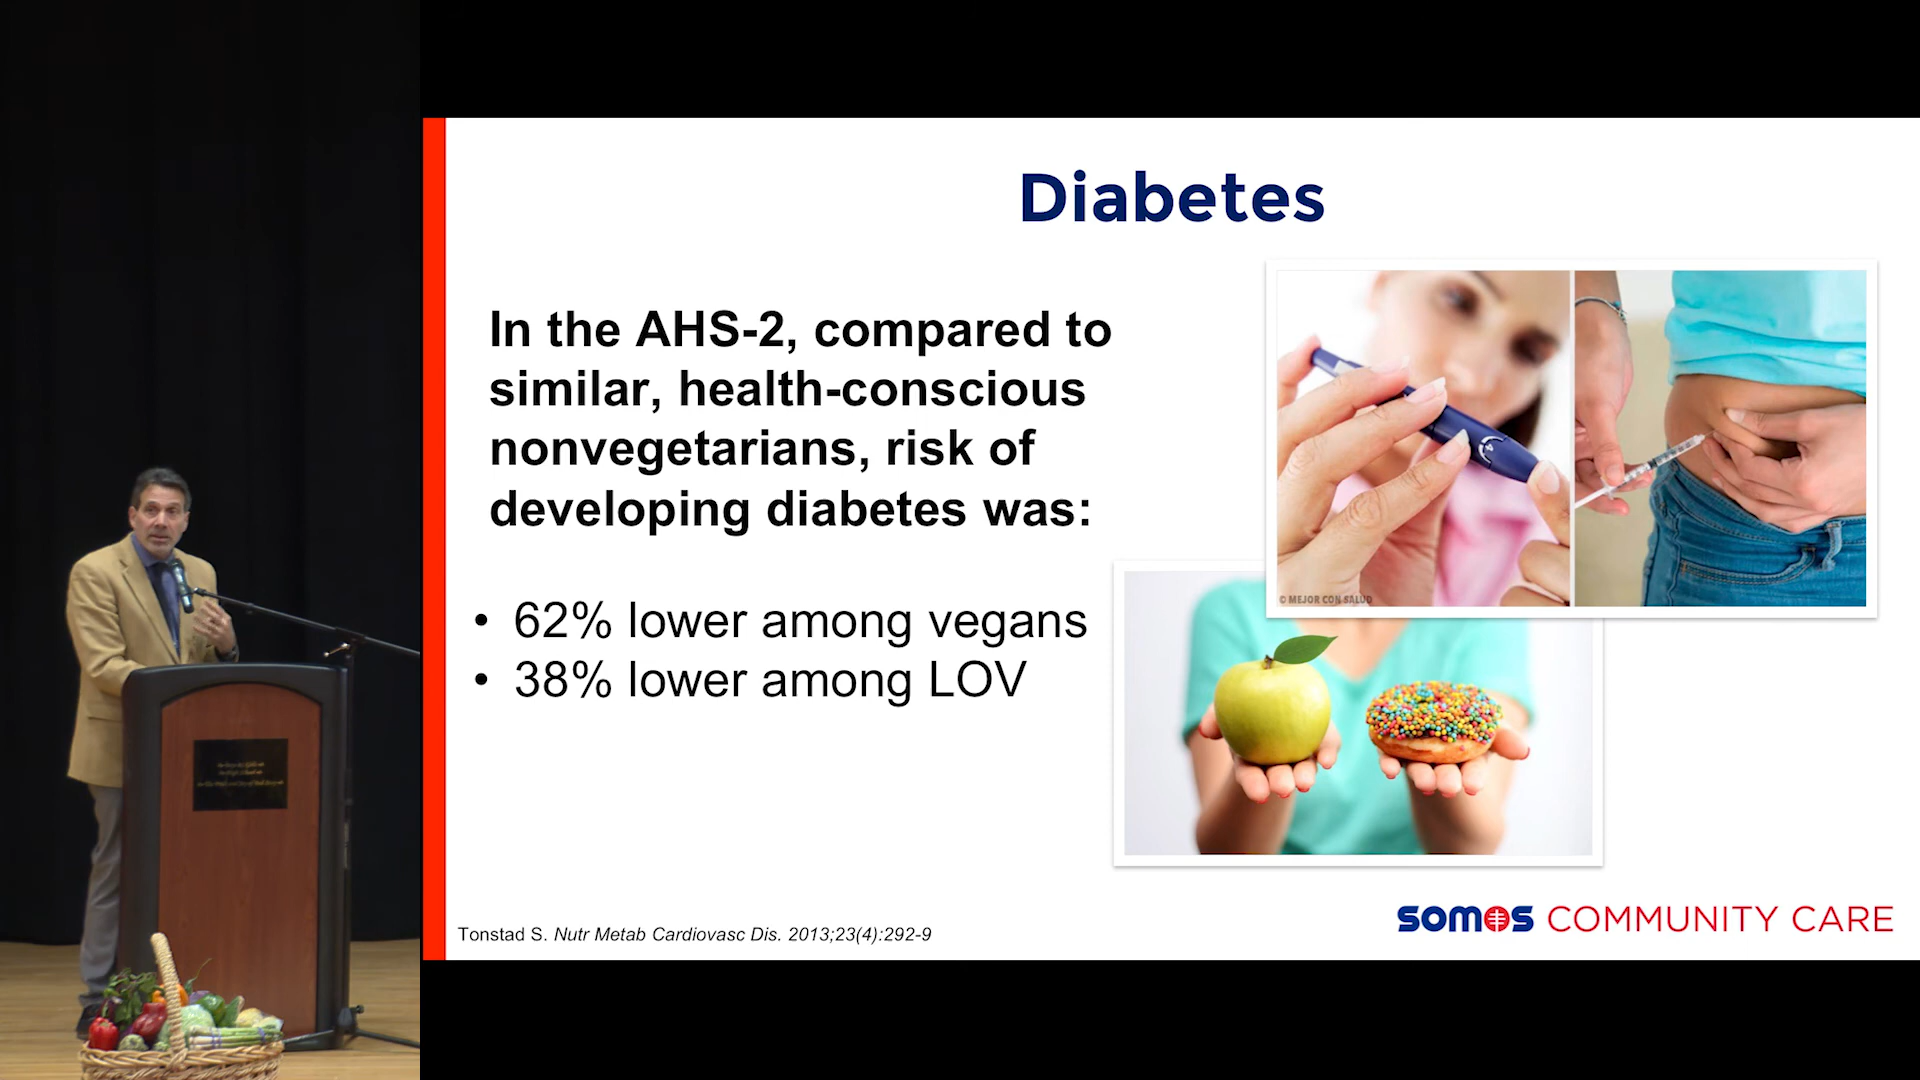 Diabetes
In the AHS-2, compared to
similar, health-conscious
nonvegetarians, risk of
developing diabetes was:
• 62% lower among vegans
• 38% lower among LOV
© MEJOR CON SALUD
Tonstad S. Nutr Metab Cardiovasc Dis. 2013;23(4):292-9
SOMOS COMMUNITY CARE